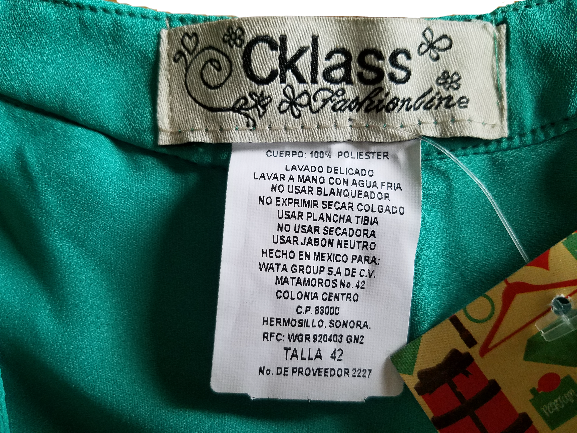 Cklass
Fashionline
CUERPO: 100% POLIESTER
LAVADO DELICADO
LAVAR A MANO CON AGUA FRIA
NO USAR BLANQUEADOR
NO EXPRIMIR SECAR COLGADO
USAR PLANCHA TIBIA
NO USAR SECADORA
USAR JABON NEUTRO
HECHO EN MEXICO PARA:
WATA GROUP S.A DE C.V.
MATAMOROS No. 42
COLONIA CENTRO
C.P. 83000
HERMOSILLO, SONORA.
RFC: WGR 920403 GN2
TALLA 42
No. DE PROVEEDOR 2227